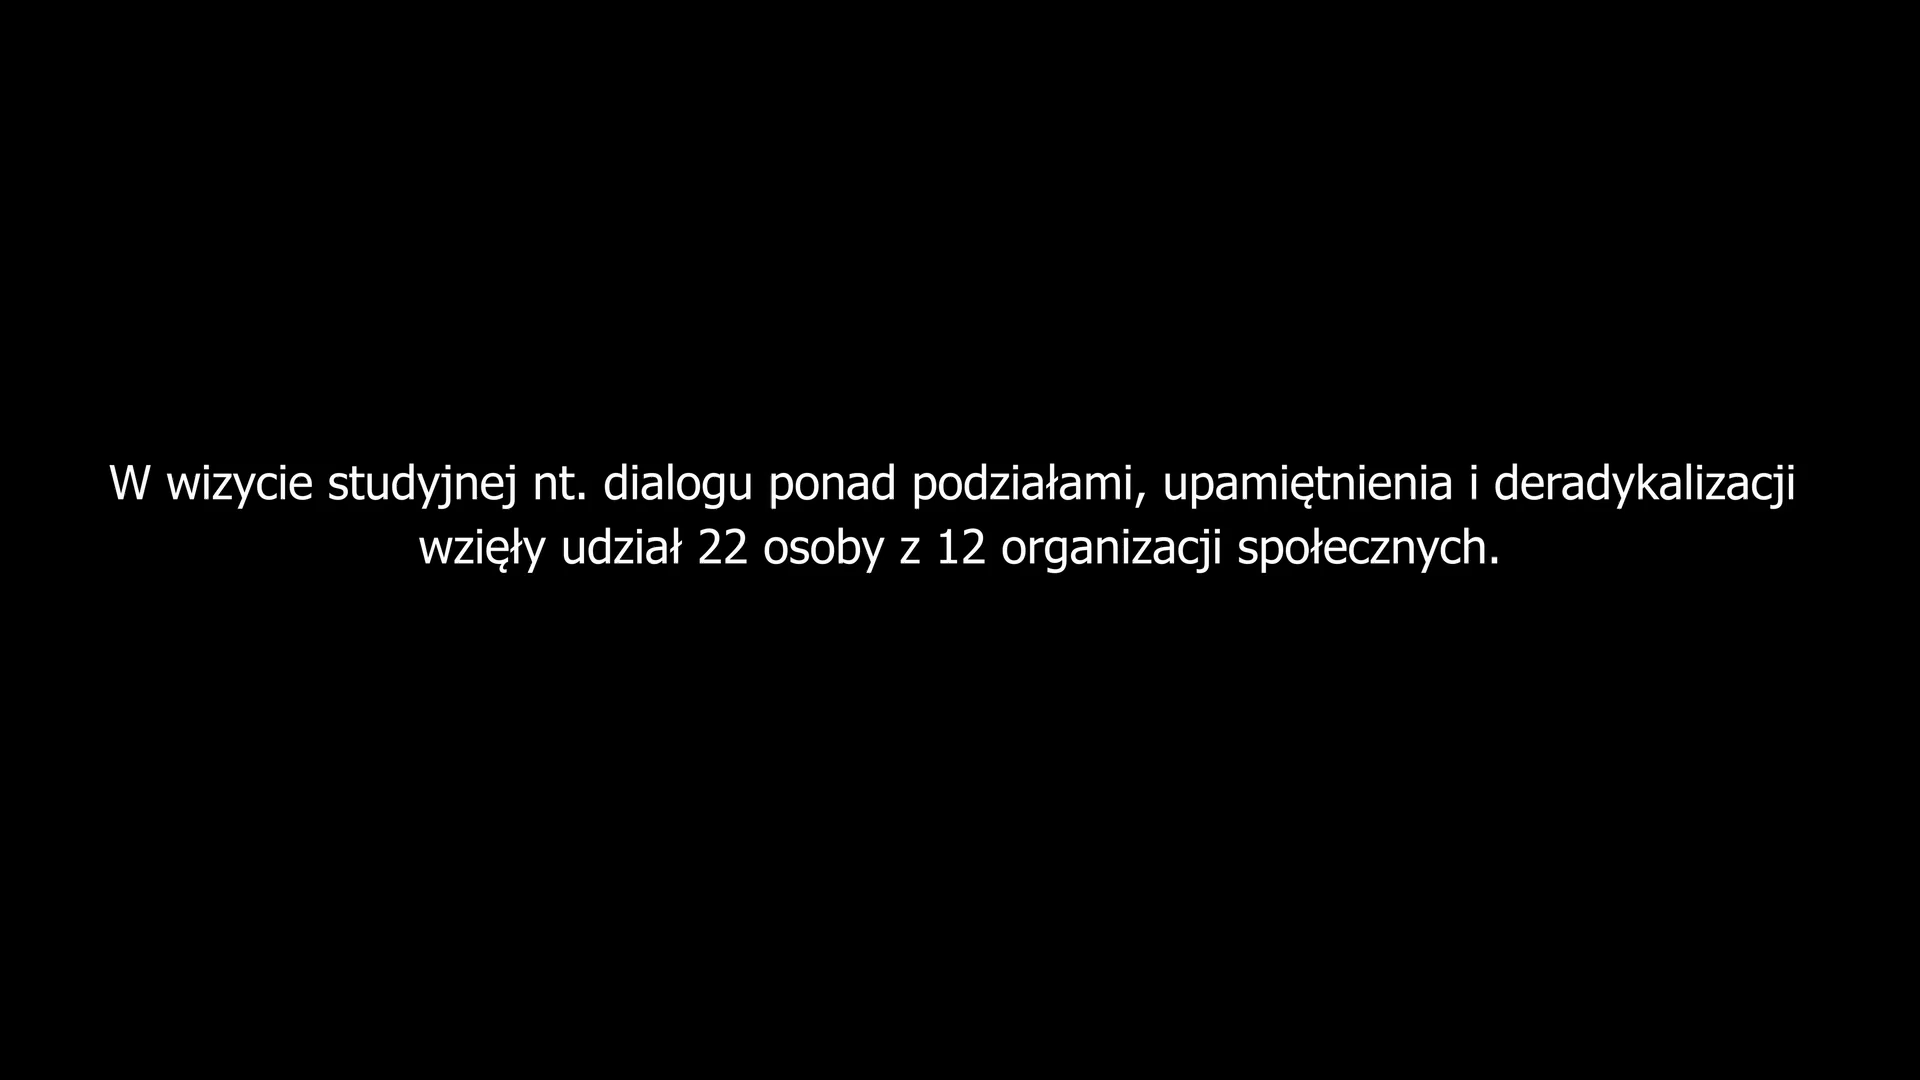 W wizycie studyjnej nt. dialogu ponad podziałami, upamiętnienia i deradykalizacji
wzięły udział 22 osoby z 12 organizacji społecznych.